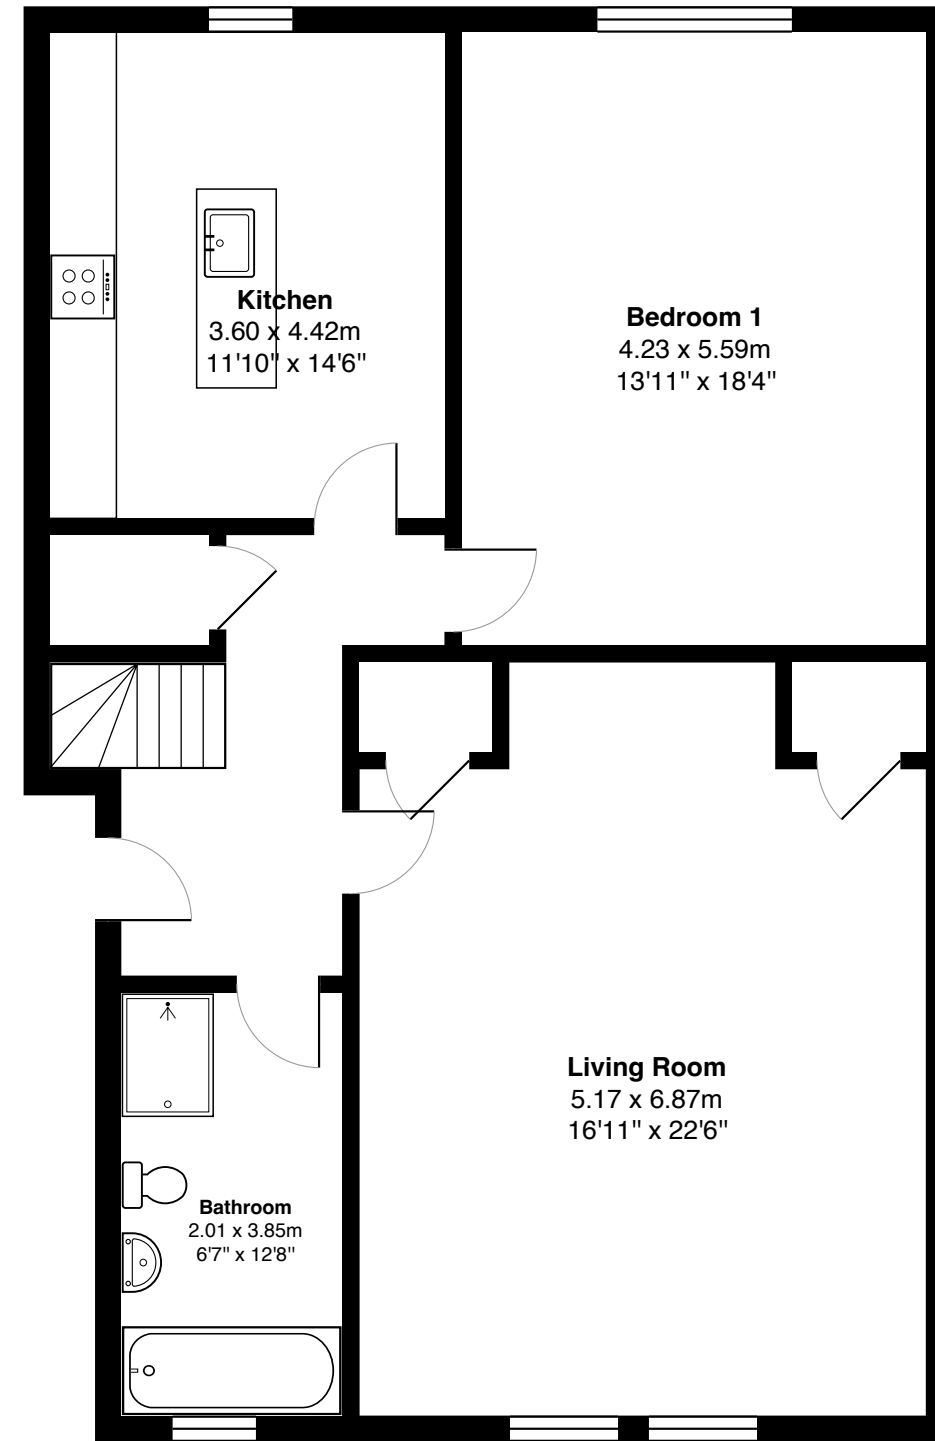 Kitchen
3.60 x 4.42m
11'10" x 14'6"
Bedroom 1
4.23 x 5.59m
13'11" x 18'4"
Living Room
5.17 x 6.87m
16'11" x 22'6"
Bathroom
2.01 x 3.85m
6'7" x 12'8"